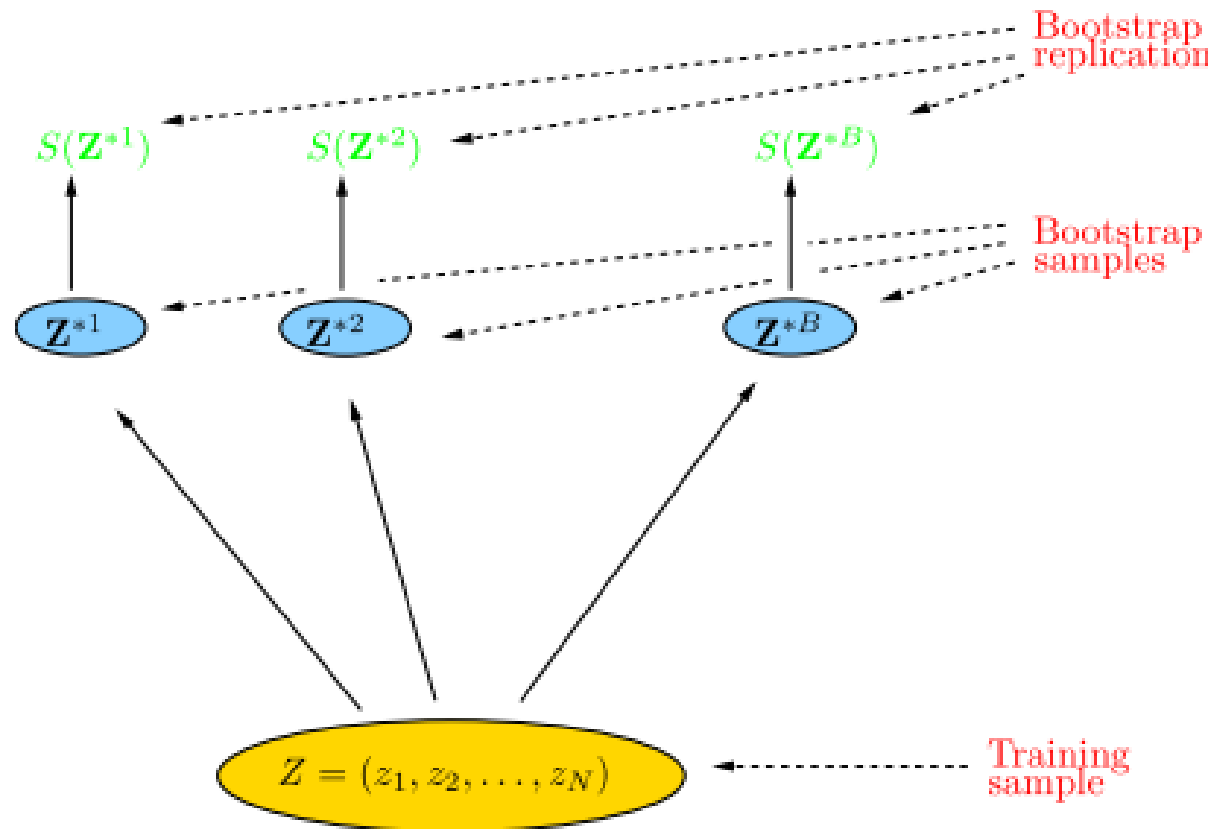 Bootstrap
replication
S(Z*1) S(Z*2) S(Z*B)
Bootstrap
samples
Z*1 Z*2 Z*B
Z = (z1, z2, . . . , zN)
Training
sample